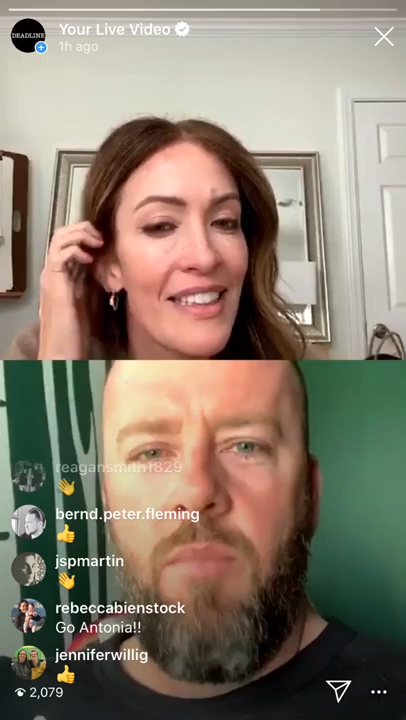 DEADLINE
Your Live Video
1h ago
reagansmith1829
👋
bernd.peter.fleming
👍
jspmartin
👋
rebeccabienstock
Go Antonia!!
jenniferwillig
👍
2,079